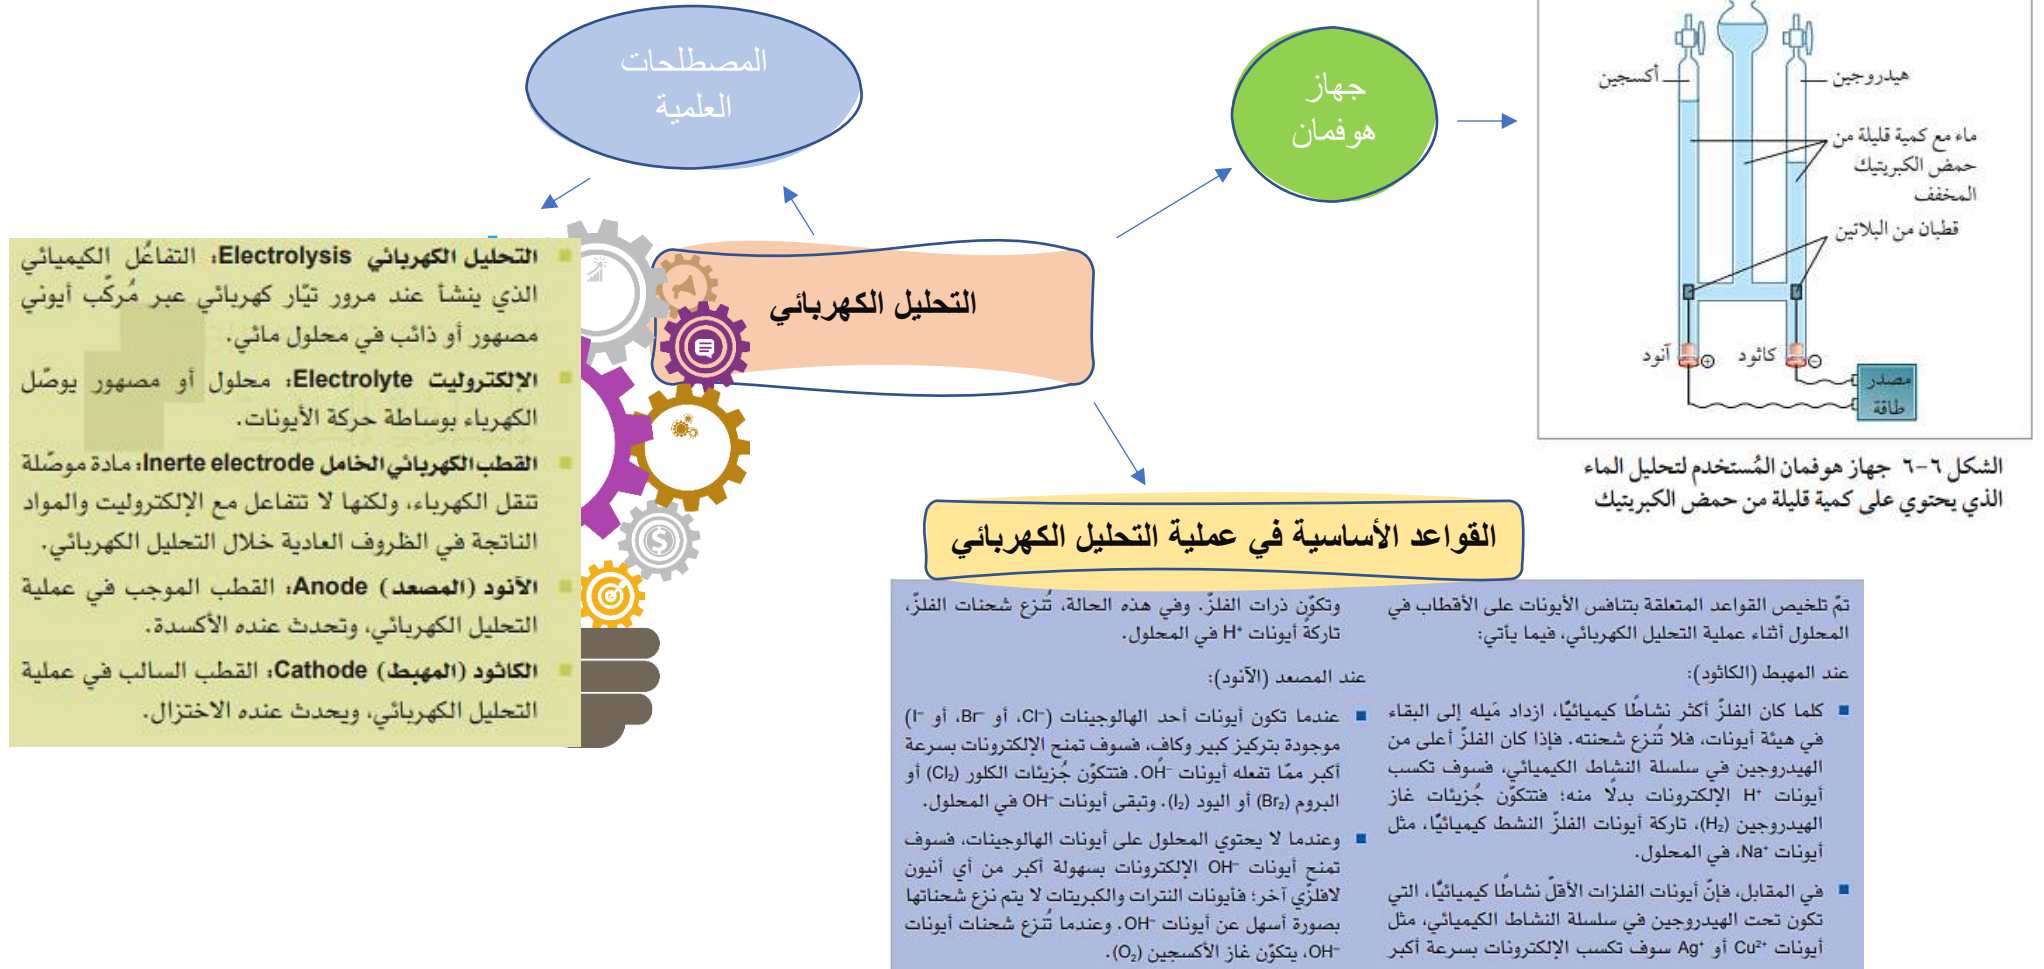 المصطلحات
العلمية
جهاز
هوفمان
التحليل الكهربائي
القواعد الأساسية في عملية التحليل الكهربائي
التحليل الكهربائي Electrolysis: التفاعُل الكيميائي
الذي ينشأ عند مرور تيّار كهربائي عبر مُركّب أيوني
مصهور أو ذائب في محلول مائي.
الإلكتروليت Electrolyte: محلول أو مصهور يوصّل
الكهرباء بوساطة حركة الأيونات.
القطب الكهربائي الخامل Inerte electrode: مادة موصّلة
تنقل الكهرباء، ولكنها لا تتفاعل مع الإلكتروليت والمواد
الناتجة في الظروف العادية خلال التحليل الكهربائي.
الآنود (المصعد) Anode: القطب الموجب في عملية
التحليل الكهربائي، وتحدث عنده الأكسدة.
الكاثود (المهبط) Cathode: القطب السالب في عملية
التحليل الكهربائي، ويحدث عنده الاختزال.
هيدروجين
أكسجين
ماء مع كمية قليلة من
حمض الكبريتيك
المخفف
قطبان من البلاتين
آنود
+
كاثود
−
مصدر
طاقة
الشكل ٦-٦ جهاز هوفمان المُستخدم لتحليل الماء
الذي يحتوي على كمية قليلة من حمض الكبريتيك
تمّ تلخيص القواعد المتعلقة بتنافس الأيونات على الأقطاب في
المحلول أثناء عملية التحليل الكهربائي، فيما يأتي:
عند المهبط (الكاثود):
كلما كان الفلزّ أكثر نشاطًا كيميائيًّا، ازداد مَيله إلى البقاء
في هيئة أيونات، فلا تُنزع شحنته. فإذا كان الفلزّ أعلى من
الهيدروجين في سلسلة النشاط الكيميائي، فسوف تكسب
أيونات H⁺ الإلكترونات بدلًا منه؛ فتتكوّن جُزيئات غاز
الهيدروجين (H₂)، تاركة أيونات الفلزّ النشط كيميائيًّا، مثل
أيونات Na⁺، في المحلول.
في المقابل، فإنّ أيونات الفلزات الأقلّ نشاطًا كيميائيًّا، التي
تكون تحت الهيدروجين في سلسلة النشاط الكيميائي، مثل
أيونات Cu²⁺ أو Ag⁺ سوف تكسب الإلكترونات بسرعة أكبر
وتكوّن ذرات الفلزّ. وفي هذه الحالة، تُنزع شحنات الفلزّ،
تاركةً أيونات H⁺ في المحلول.
عند المصعد (الآنود):
عندما تكون أيونات أحد الهالوجينات (Cl⁻، أو Br⁻، أو I⁻)
موجودة بتركيز كبير وكاف، فسوف تمنح الإلكترونات بسرعة
أكبر ممّا تفعله أيونات OH⁻. فتتكوّن جُزيئات الكلور (Cl₂) أو
البروم (Br₂) أو اليود (I₂). وتبقى أيونات OH⁻ في المحلول.
وعندما لا يحتوي المحلول على أيونات الهالوجينات، فسوف
تمنح أيونات OH⁻ الإلكترونات بسهولة أكبر من أي أنيون
لافلزّي آخر؛ فأيونات النترات والكبريتات لا يتم نزع شحناتها
بصورة أسهل عن أيونات OH⁻. وعندما تُنزع شحنات أيونات
OH⁻، يتكوّن غاز الأكسجين (O₂).